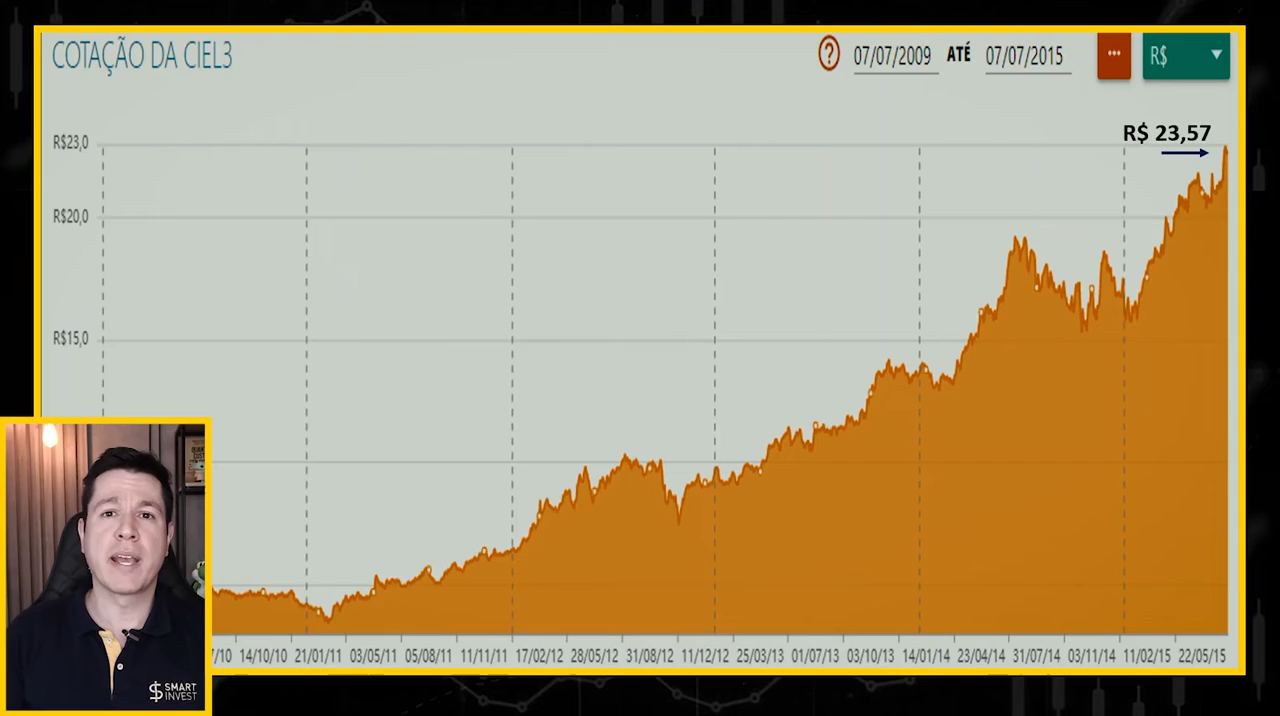 COTAÇÃO DA CIEL3
07/07/2009 ATÉ 07/07/2015
...
R$
R$ 23,57
R$23,0
R$20,0
R$15,0
7/10 14/10/10 21/01/11 03/05/11 05/08/11 11/11/11 17/02/12 28/05/12 31/08/12 11/12/12 25/03/13 01/07/13 03/10/13 14/01/14 23/04/14 31/07/14 03/11/14 11/02/15 22/05/15
SMART
INVEST